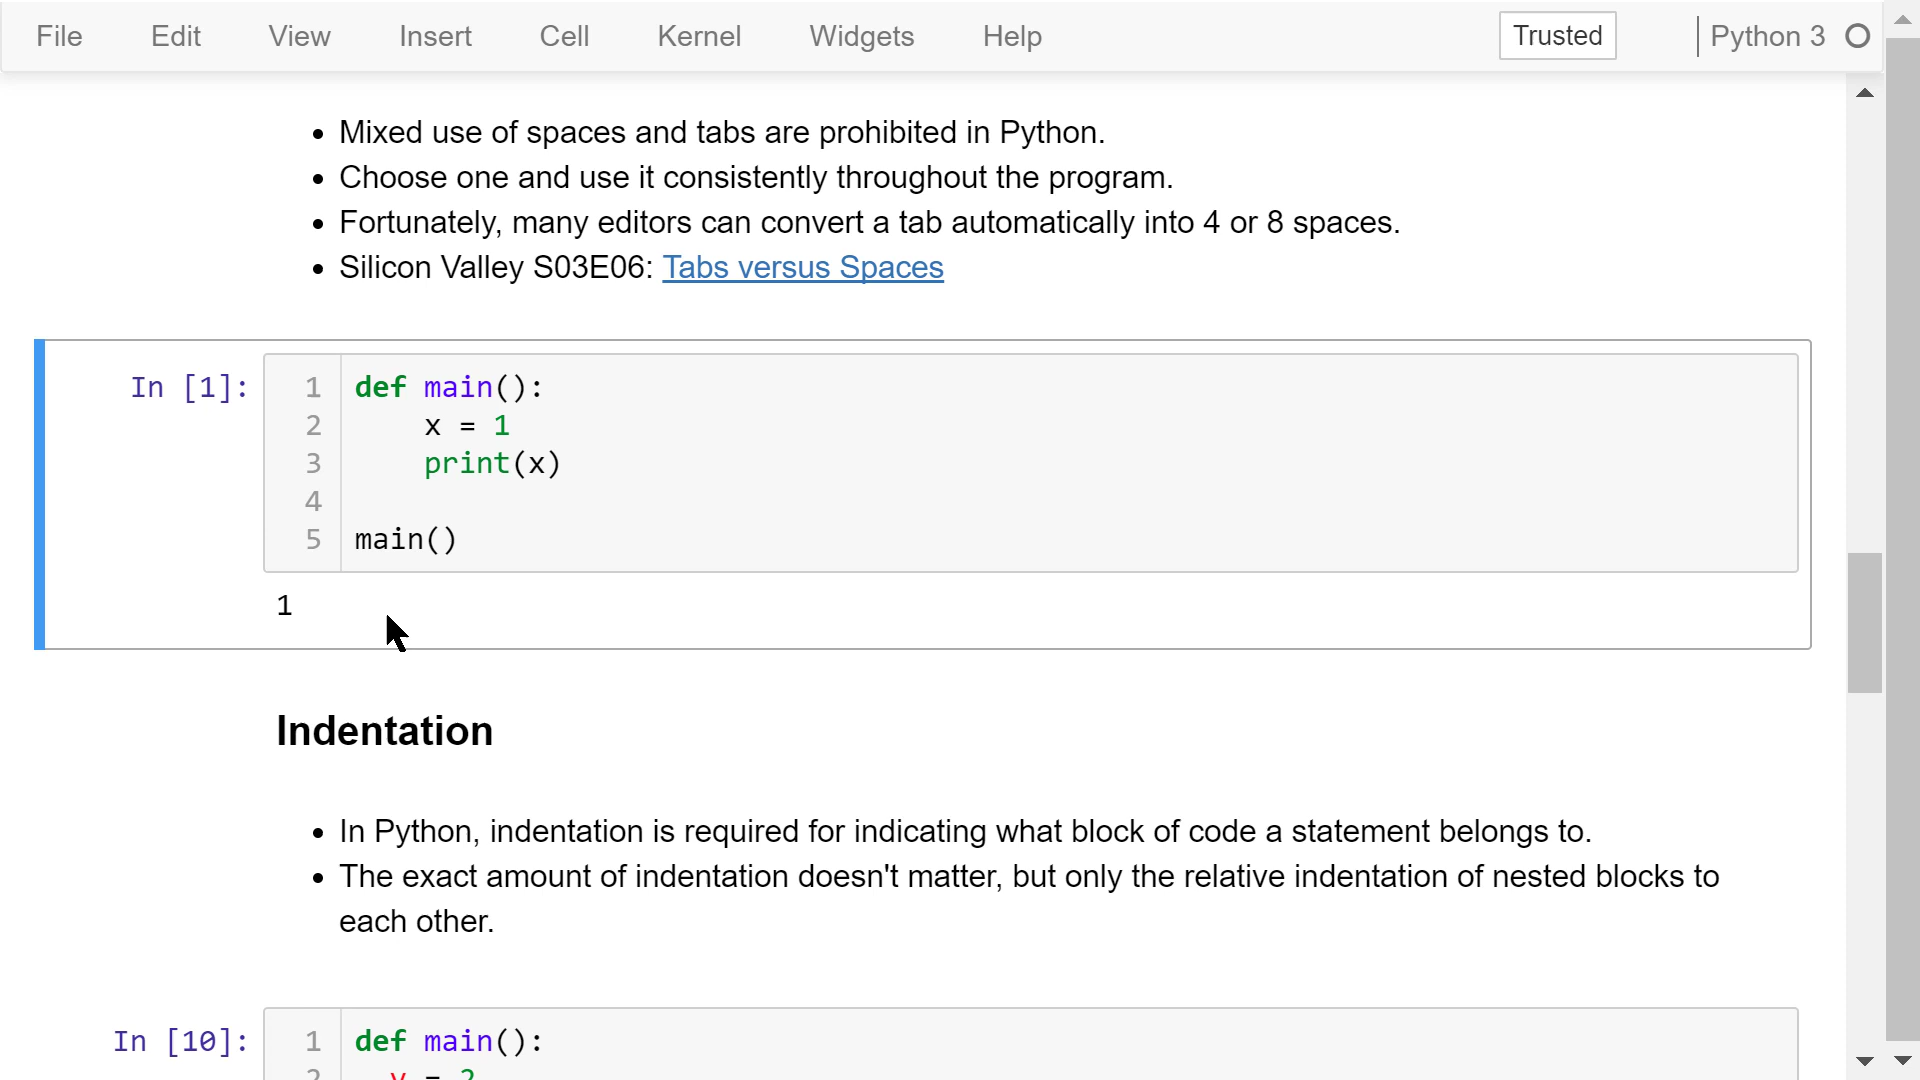 File Edit View Insert Cell Kernel Widgets Help Trusted Python 3
Mixed use of spaces and tabs are prohibited in Python.
Choose one and use it consistently throughout the program.
Fortunately, many editors can convert a tab automatically into 4 or 8 spaces.
Silicon Valley S03E06: Tabs versus Spaces
In [1]: 1 def main():
2     x = 1
3     print(x)
4
5 main()
1
Indentation
In Python, indentation is required for indicating what block of code a statement belongs to.
The exact amount of indentation doesn't matter, but only the relative indentation of nested blocks to
each other.
In [10]: 1 def main():
2   y = 2